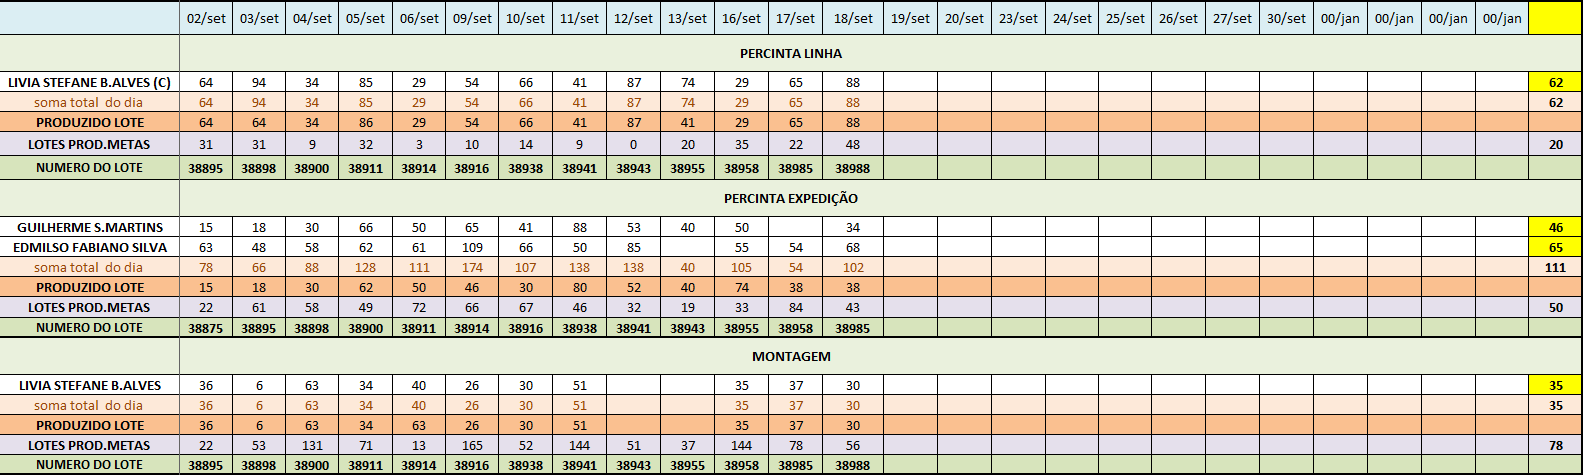 02/set 03/set 04/set 05/set 06/set 09/set 10/set 11/set 12/set 13/set 16/set 17/set 18/set 19/set 20/set 23/set 24/set 25/set 26/set 27/set 30/set 00/jan 00/jan 00/jan 00/jan
PERCINTA LINHA
LIVIA STEFANE B.ALVES (C) 64 94 34 85 29 54 66 41 87 74 29 65 88 62
soma total do dia 64 94 34 85 29 54 66 41 87 74 29 65 88 62
PRODUZIDO LOTE 64 64 34 86 29 54 66 41 87 41 29 65 88
LOTES PROD.METAS 31 31 9 32 3 10 14 9 0 20 35 22 48 20
NUMERO DO LOTE 38895 38898 38900 38911 38914 38916 38938 38941 38943 38955 38958 38985 38988
PERCINTA EXPEDIÇÃO
GUILHERME S.MARTINS 15 18 30 66 50 65 41 88 53 40 50 34 46
EDMILSO FABIANO SILVA 63 48 58 62 61 109 66 50 85 55 54 68 65
soma total do dia 78 66 88 128 111 174 107 138 138 40 105 54 102 111
PRODUZIDO LOTE 15 18 30 62 50 46 30 80 52 40 74 38 38
LOTES PROD.METAS 22 61 58 49 72 66 67 46 32 19 33 84 43 50
NUMERO DO LOTE 38875 38895 38898 38900 38911 38914 38916 38938 38941 38943 38955 38958 38985
MONTAGEM
LIVIA STEFANE B.ALVES 36 6 63 34 40 26 30 51 35 37 30 35
soma total do dia 36 6 63 34 40 26 30 51 35 37 30 35
PRODUZIDO LOTE 36 6 63 34 63 26 30 51 35 37 30
LOTES PROD.METAS 22 53 131 71 13 165 52 144 51 37 144 78 56 78
NUMERO DO LOTE 38895 38898 38900 38911 38914 38916 38938 38941 38943 38955 38958 38985 38988